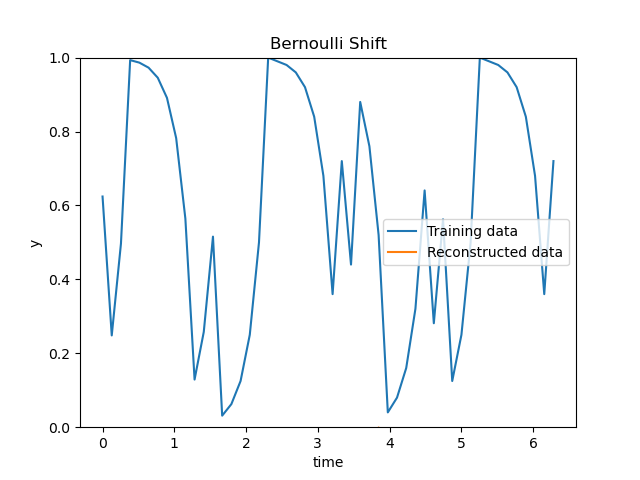 Bernoulli Shift
1.0
0.8
0.6
0.4
0.2
0.0
y
Training data
Reconstructed data
0 1 2 3 4 5 6
time